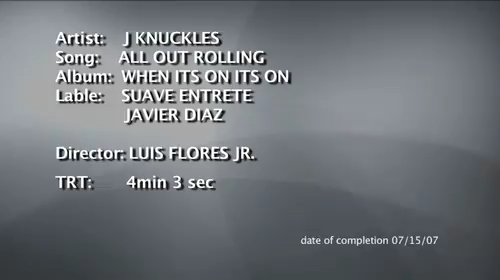 Artist: J KNUCKLES
Song: ALL OUT ROLLING
Album: WHEN ITS ON ITS ON
Lable: SUAVE ENTRETE
JAVIER DIAZ
Director: LUIS FLORES JR.
TRT: 4min 3 sec
date of completion 07/15/07